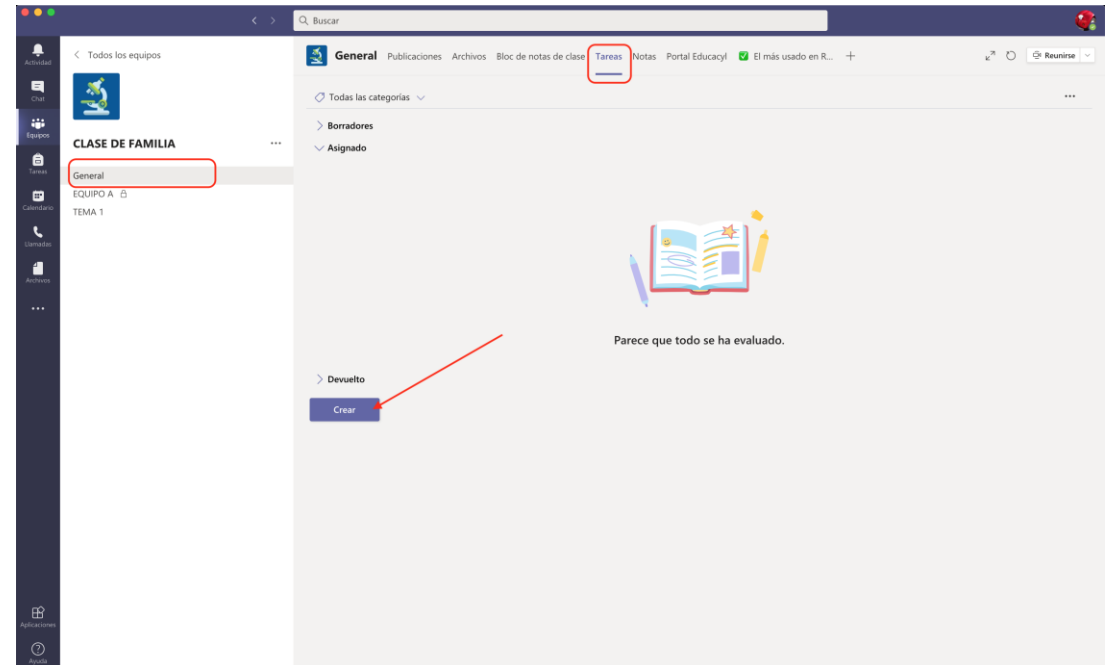 Buscar
Actividad
Chat
Equipos
Tareas
Calendario
Llamadas
Archivos
Aplicaciones
Ayuda
Todos los equipos
CLASE DE FAMILIA
General
EQUIPO A
TEMA 1
General Publicaciones Archivos Bloc de notas de clase Tareas Notas Portal Educacyl El más usado en R... Reunirse
Todas las categorías
Borradores
Asignado
Parece que todo se ha evaluado.
Devuelto
Crear